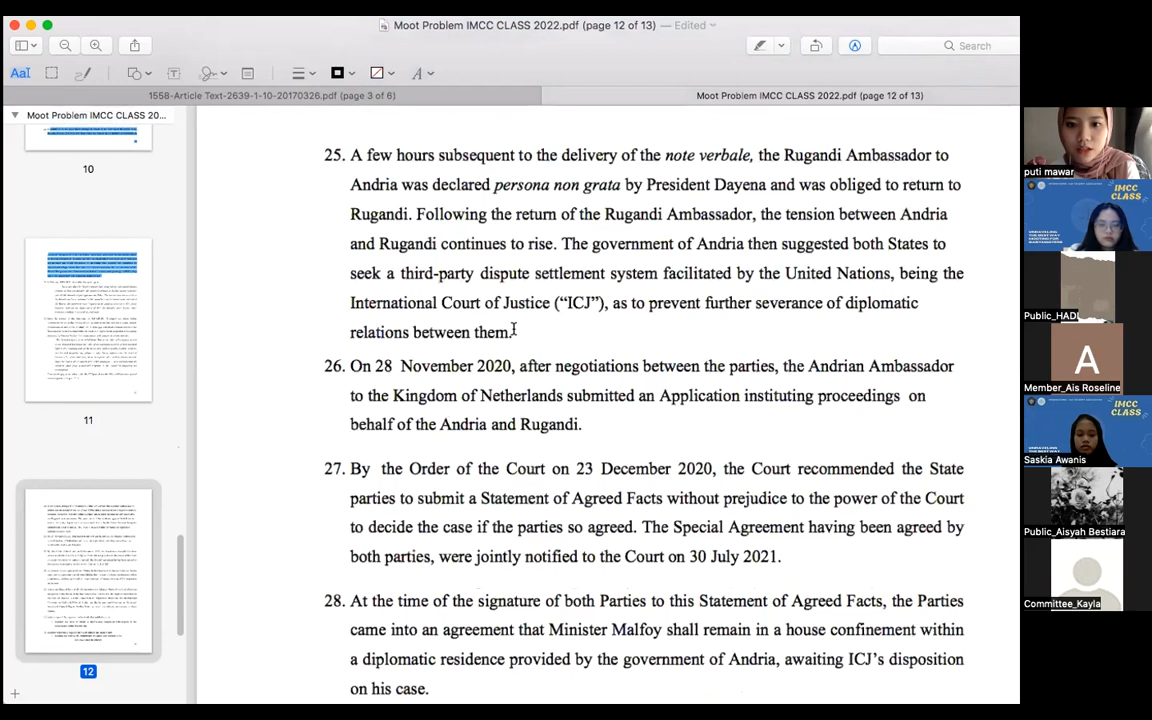 Moot Problem IMCC CLASS 2022.pdf (page 12 of 13) — Edited
Search
AaI
T
A
1558-Article Text-2639-1-10-20170326.pdf (page 3 of 6)
Moot Problem IMCC CLASS 2022.pdf (page 12 of 13)
Moot Problem IMCC CLASS 20...
10
11
12
25. A few hours subsequent to the delivery of the note verbale, the Rugandi Ambassador to
Andria was declared persona non grata by President Dayena and was obliged to return to
Rugandi. Following the return of the Rugandi Ambassador, the tension between Andria
and Rugandi continues to rise. The government of Andria then suggested both States to
seek a third-party dispute settlement system facilitated by the United Nations, being the
International Court of Justice (“ICJ”), as to prevent further severance of diplomatic
relations between them.
26. On 28 November 2020, after negotiations between the parties, the Andrian Ambassador
to the Kingdom of Netherlands submitted an Application instituting proceedings on
behalf of the Andria and Rugandi.
27. By the Order of the Court on 23 December 2020, the Court recommended the State
parties to submit a Statement of Agreed Facts without prejudice to the power of the Court
to decide the case if the parties so agreed. The Special Agreement having been agreed by
both parties, were jointly notified to the Court on 30 July 2021.
28. At the time of the signature of both Parties to this Statement of Agreed Facts, the Parties
came into an agreement that Minister Malfoy shall remain in a house confinement within
a diplomatic residence provided by the government of Andria, awaiting ICJ’s disposition
on his case.
puti mawar
IMCC
CLASS
Public_HADI
A
Member_Ais Roseline
IMCC
CLASS
Saskia Awanis
Public_Aisyah Bestiara
Committee_Kayla